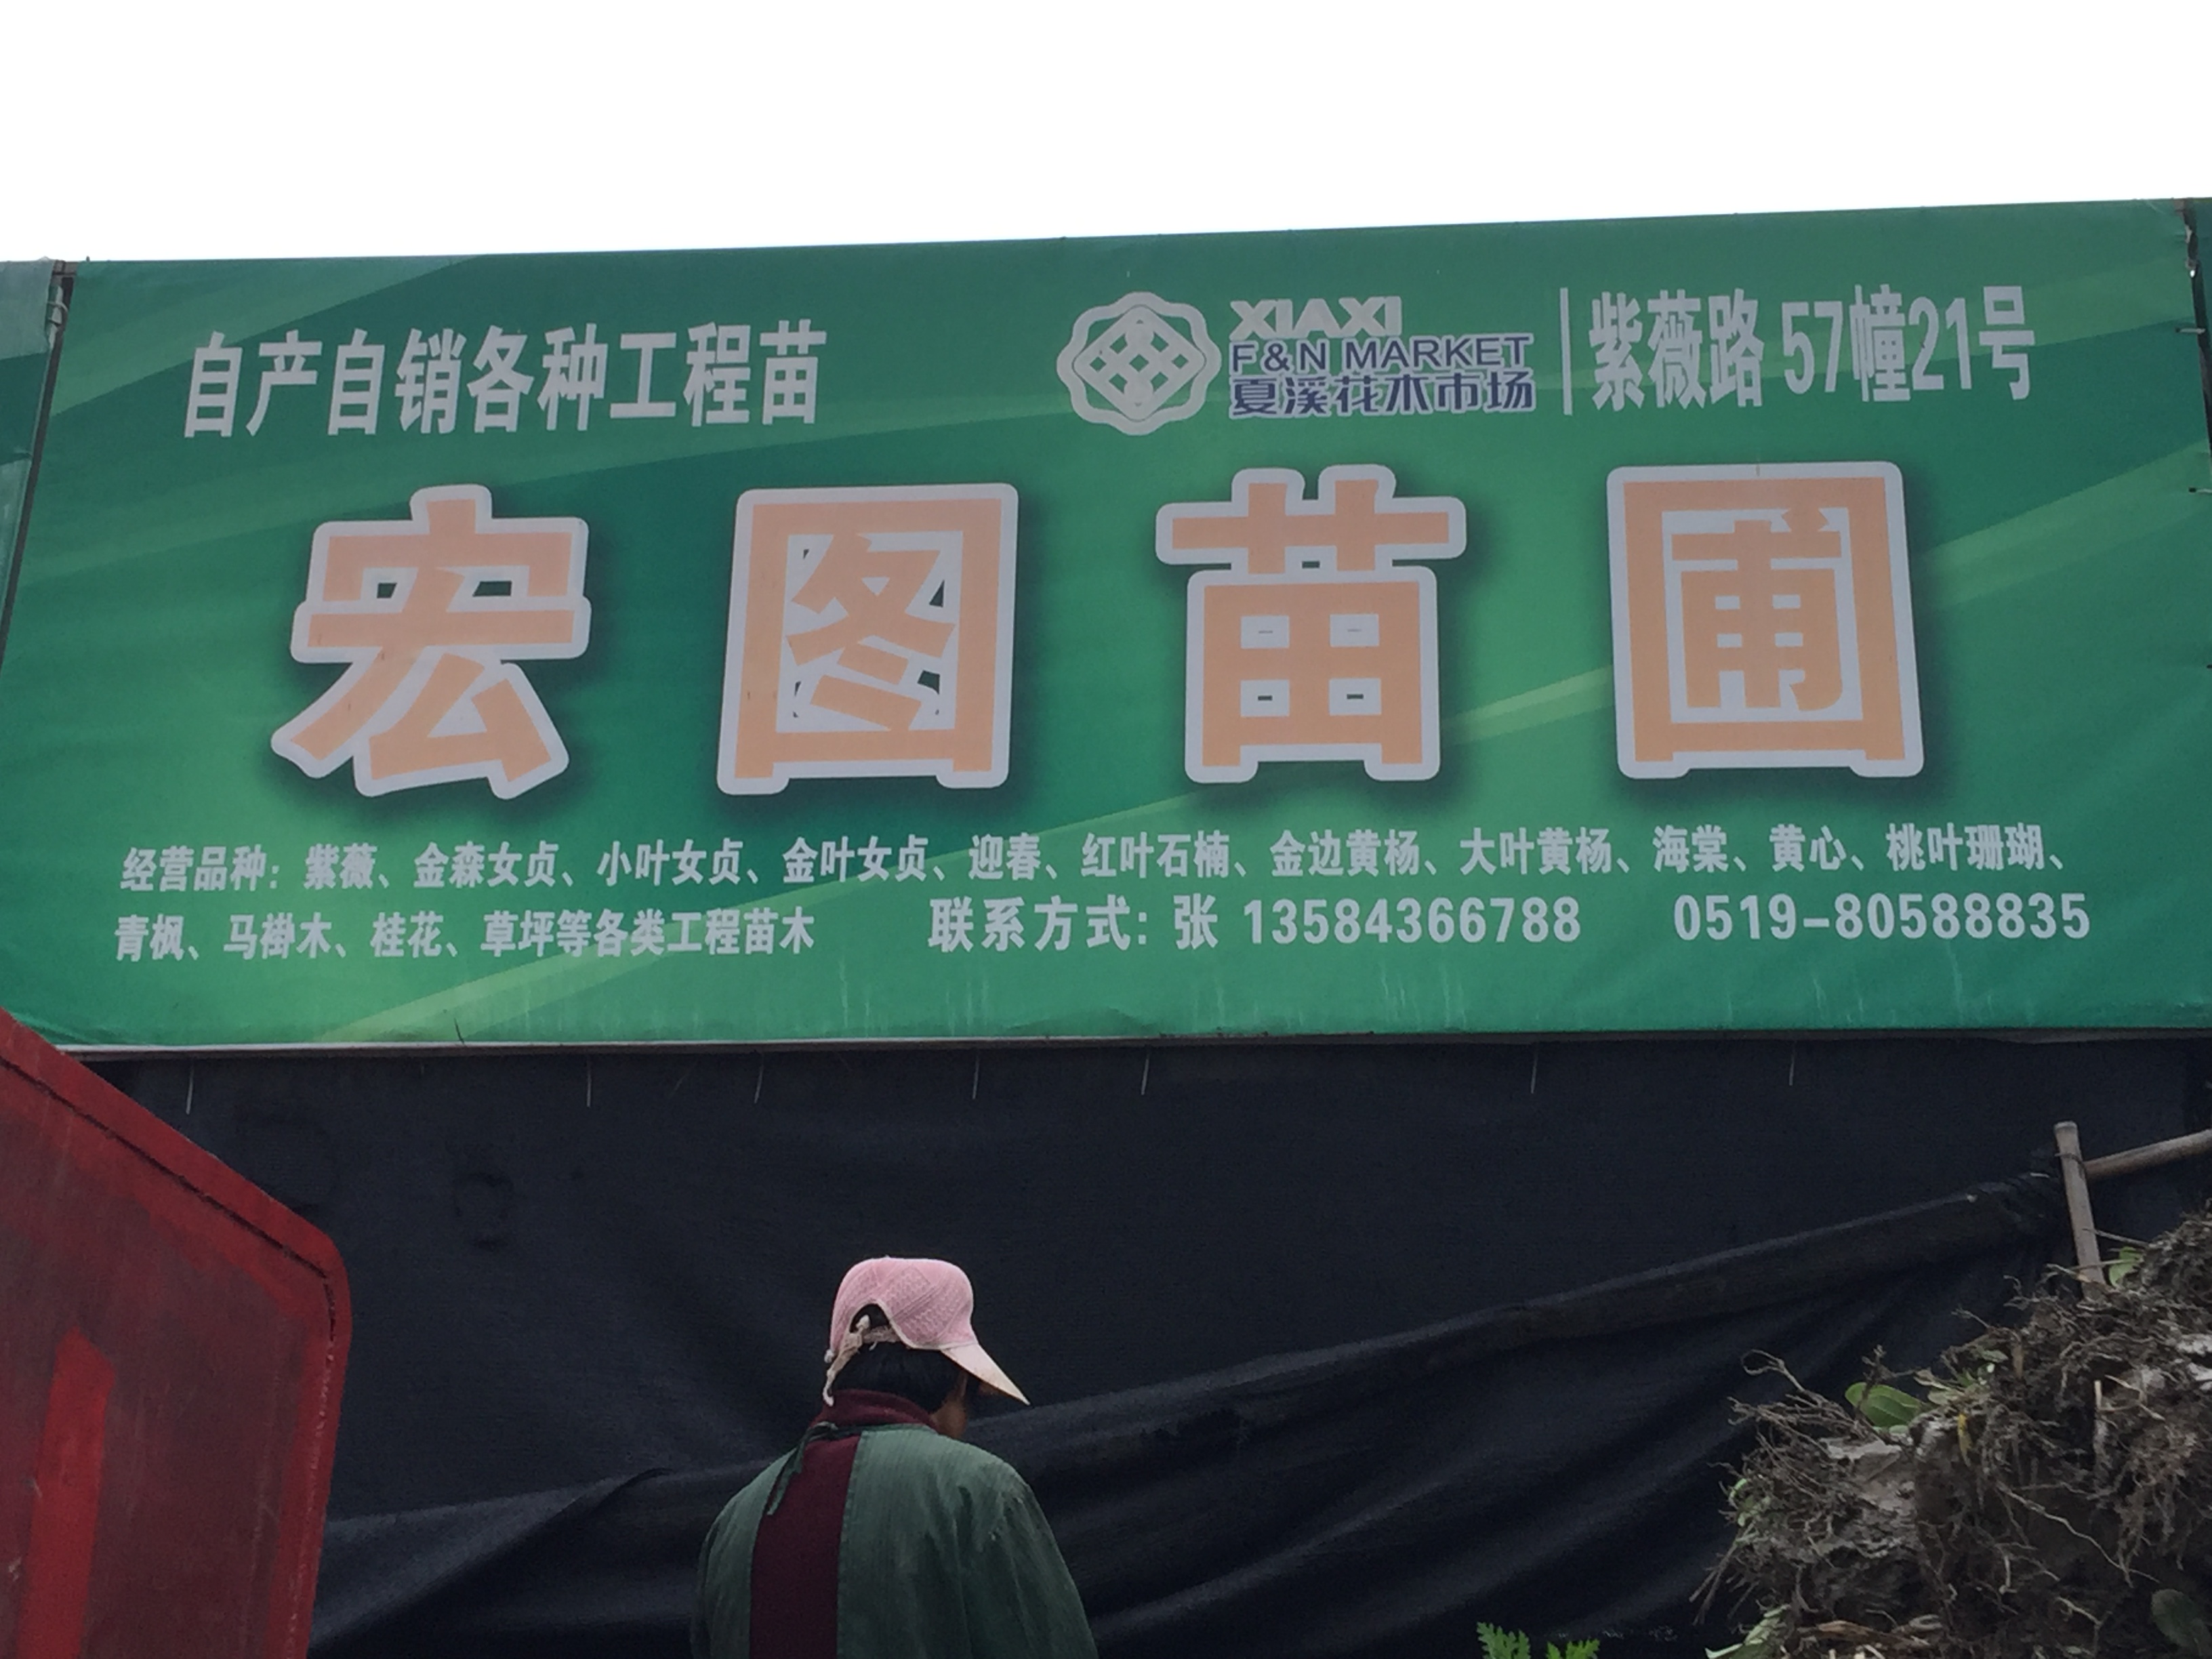 自产自销各种工程苗
XIAXI
F&N MARKET
夏溪花木市场
紫薇路 57幢21号
宏图苗圃
经营品种：紫薇、金森女贞、小叶女贞、金叶女贞、迎春、红叶石楠、金边黄杨、大叶黄杨、海棠、黄心、桃叶珊瑚、
青枫、马褂木、桂花、草坪等各类工程苗木
联系方式：张 13584366788 0519-80588835